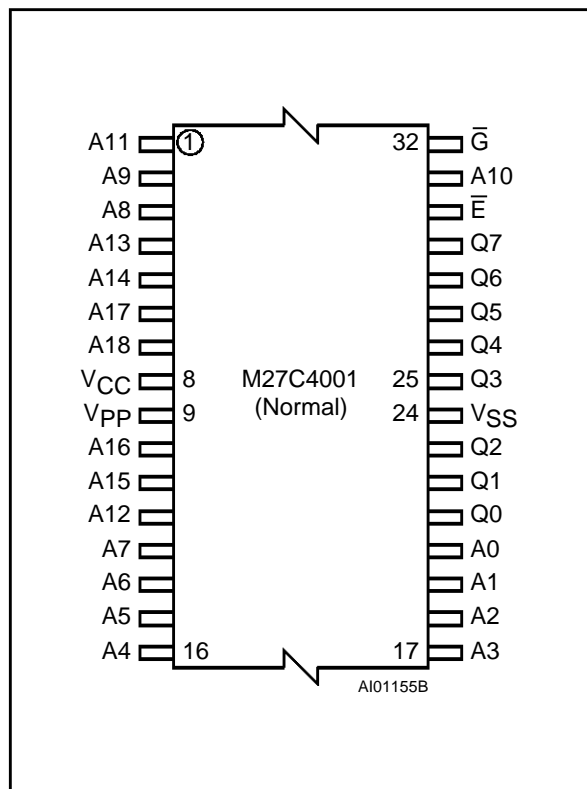 A11 1 32 G̅
A9 A10
A8 E̅
A13 Q7
A14 Q6
A17 Q5
A18 Q4
VCC 8 M27C4001 25 Q3
VPP 9 (Normal) 24 VSS
A16 Q2
A15 Q1
A12 Q0
A7 A0
A6 A1
A5 A2
A4 16 17 A3
AI01155B